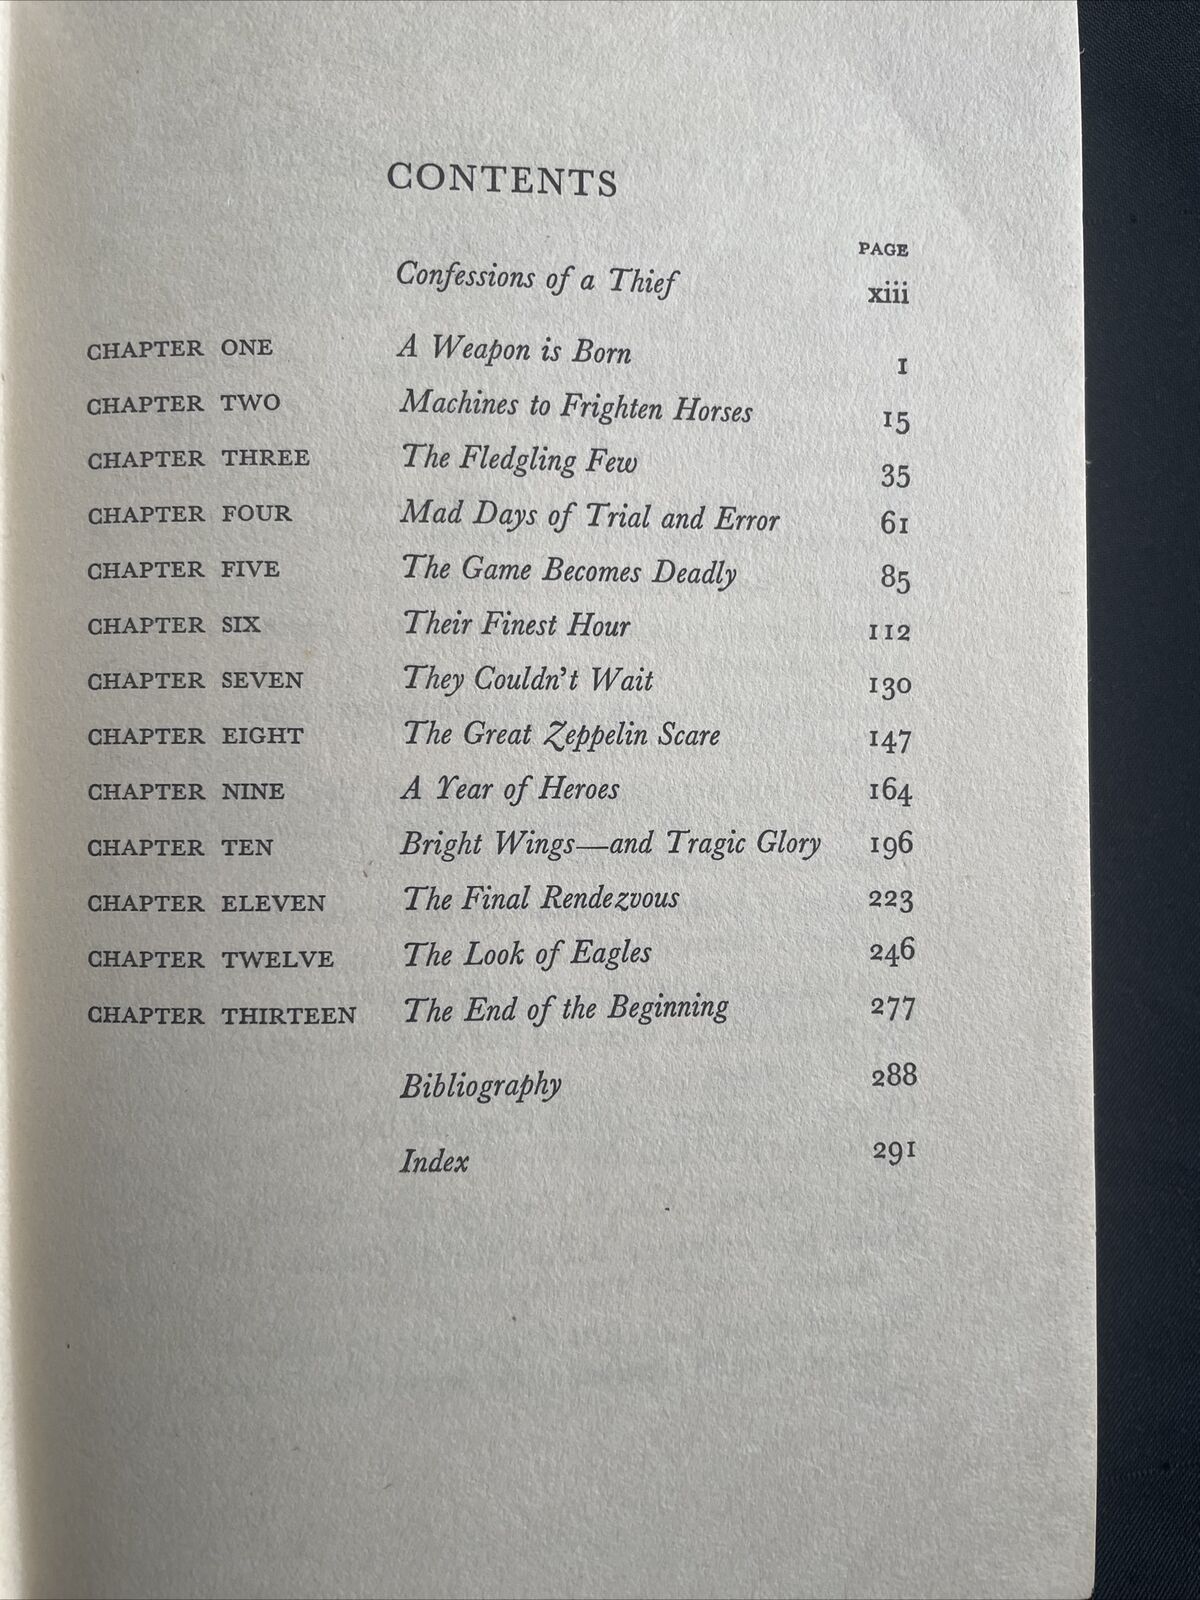 CONTENTS
PAGE
Confessions of a Thief xiii
CHAPTER ONE A Weapon is Born 1
CHAPTER TWO Machines to Frighten Horses 15
CHAPTER THREE The Fledgling Few 35
CHAPTER FOUR Mad Days of Trial and Error 61
CHAPTER FIVE The Game Becomes Deadly 85
CHAPTER SIX Their Finest Hour 112
CHAPTER SEVEN They Couldn't Wait 130
CHAPTER EIGHT The Great Zeppelin Scare 147
CHAPTER NINE A Year of Heroes 164
CHAPTER TEN Bright Wings—and Tragic Glory 196
CHAPTER ELEVEN The Final Rendezvous 223
CHAPTER TWELVE The Look of Eagles 246
CHAPTER THIRTEEN The End of the Beginning 277
Bibliography 288
Index 291